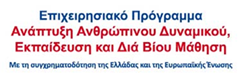 Επιχειρησιακό Πρόγραμμα
Ανάπτυξη Ανθρώπινου Δυναμικού,
Εκπαίδευση και Διά Βίου Μάθηση
Με τη συγχρηματοδότηση της Ελλάδας και της Ευρωπαϊκής Ένωσης